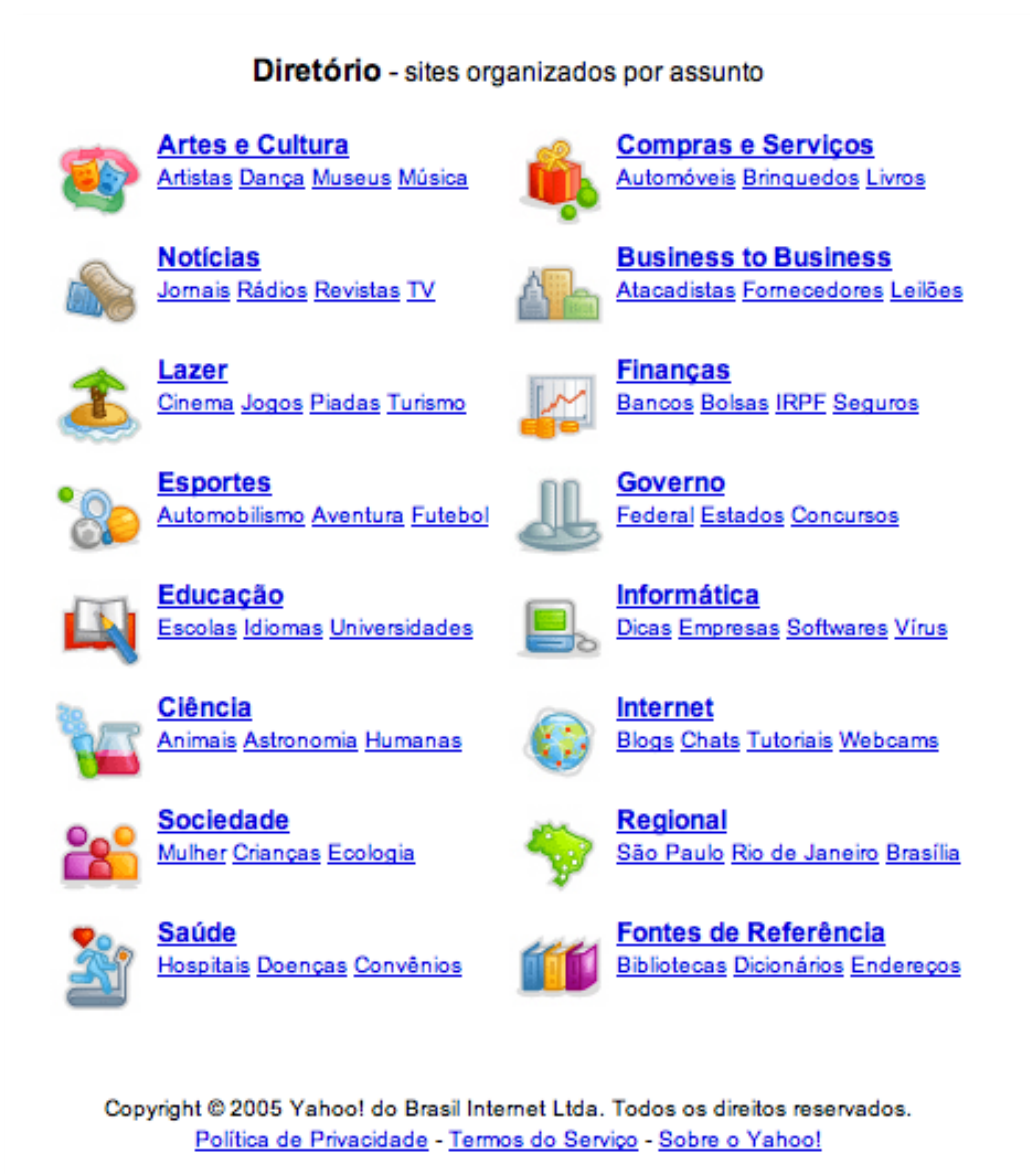 Diretório - sites organizados por assunto
Artes e Cultura
Artistas Dança Museus Música
Compras e Serviços
Automóveis Brinquedos Livros
Notícias
Jornais Rádios Revistas TV
Business to Business
Atacadistas Fornecedores Leilões
Lazer
Cinema Jogos Piadas Turismo
Finanças
Bancos Bolsas IRPF Seguros
Esportes
Automobilismo Aventura Futebol
Governo
Federal Estados Concursos
Educação
Escolas Idiomas Universidades
Informática
Dicas Empresas Softwares Vírus
Ciência
Animais Astronomia Humanas
Internet
Blogs Chats Tutoriais Webcams
Sociedade
Mulher Crianças Ecologia
Regional
São Paulo Rio de Janeiro Brasília
Saúde
Hospitais Doenças Convênios
Fontes de Referência
Bibliotecas Dicionários Endereços
Copyright © 2005 Yahoo! do Brasil Internet Ltda. Todos os direitos reservados.
Política de Privacidade - Termos do Serviço - Sobre o Yahoo!